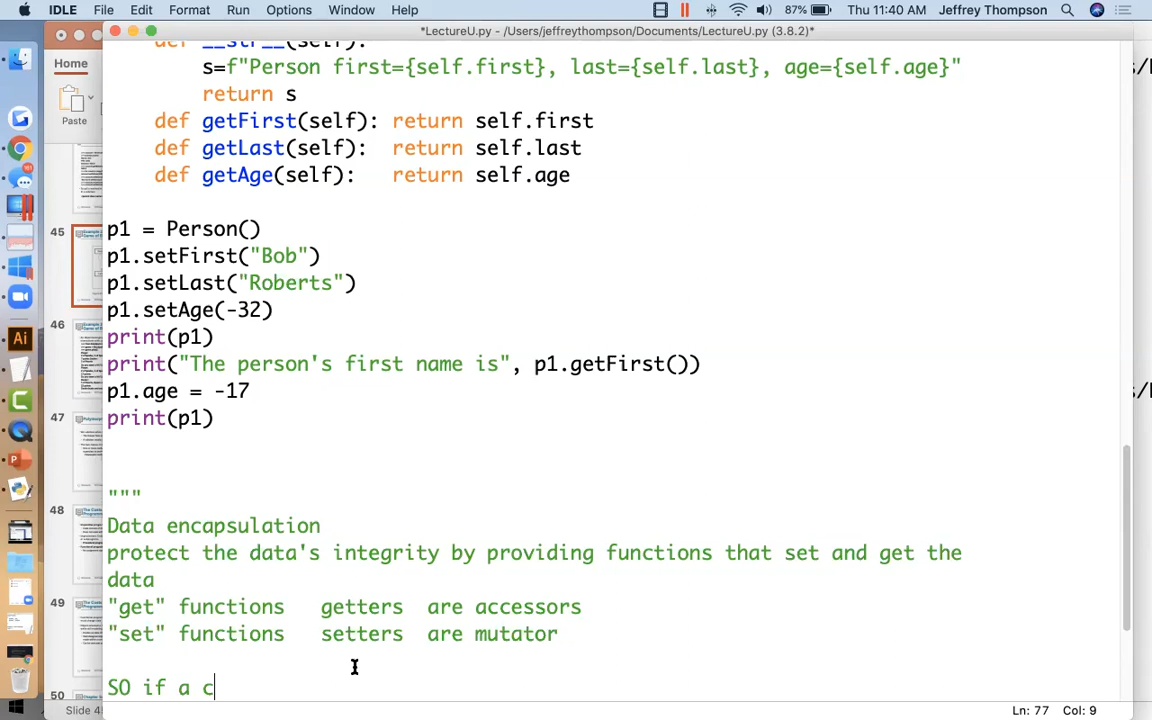 IDLE File Edit Format Run Options Window Help 87% Thu 11:40 AM Jeffrey Thompson
*LectureU.py - /Users/jeffreythompson/Documents/LectureU.py (3.8.2)*
Home
Paste
def __str__(self):
s=f"Person first={self.first}, last={self.last}, age={self.age}"
return s
def getFirst(self): return self.first
def getLast(self): return self.last
def getAge(self): return self.age
p1 = Person()
p1.setFirst("Bob")
p1.setLast("Roberts")
p1.setAge(-32)
print(p1)
print("The person's first name is", p1.getFirst())
p1.age = -17
print(p1)
"""
Data encapsulation
protect the data's integrity by providing functions that set and get the
data
"get" functions getters are accessors
"set" functions setters are mutator
SO if a c
45
46
47
48
49
50
Ai
Slide 45
Ln: 77 Col: 9